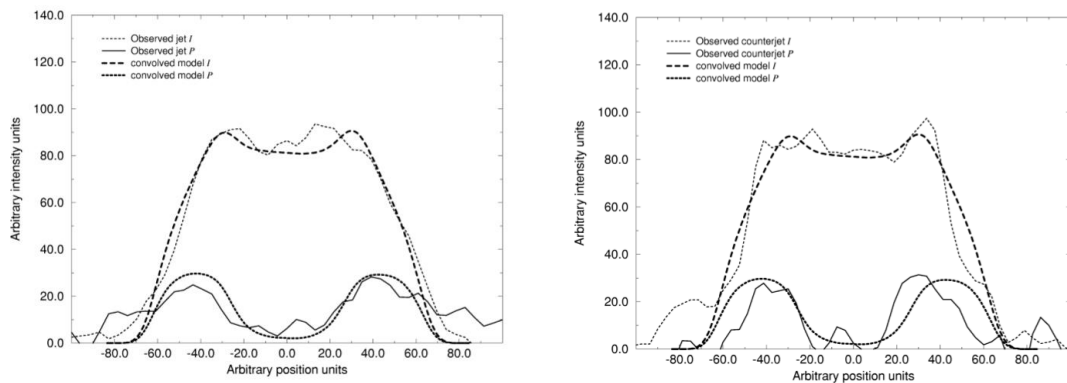 140.0
120.0
100.0
80.0
60.0
40.0
20.0
0.0
Arbitrary intensity units
Observed jet I
Observed jet P
convolved model I
convolved model P
-80.0 -60.0 -40.0 -20.0 0.0 20.0 40.0 60.0 80.0
Arbitrary position units
140.0
120.0
100.0
80.0
60.0
40.0
20.0
0.0
Arbitrary intensity units
Observed counterjet I
Observed counterjet P
convolved model I
convolved model P
-80.0 -60.0 -40.0 -20.0 0.0 20.0 40.0 60.0 80.0
Arbitrary position units